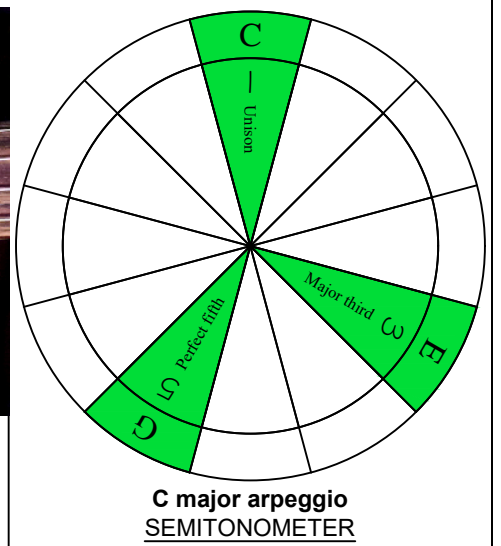 C
1 Unison
Major third 3
E
Perfect fifth
5
G
C major arpeggio
SEMITONOMETER